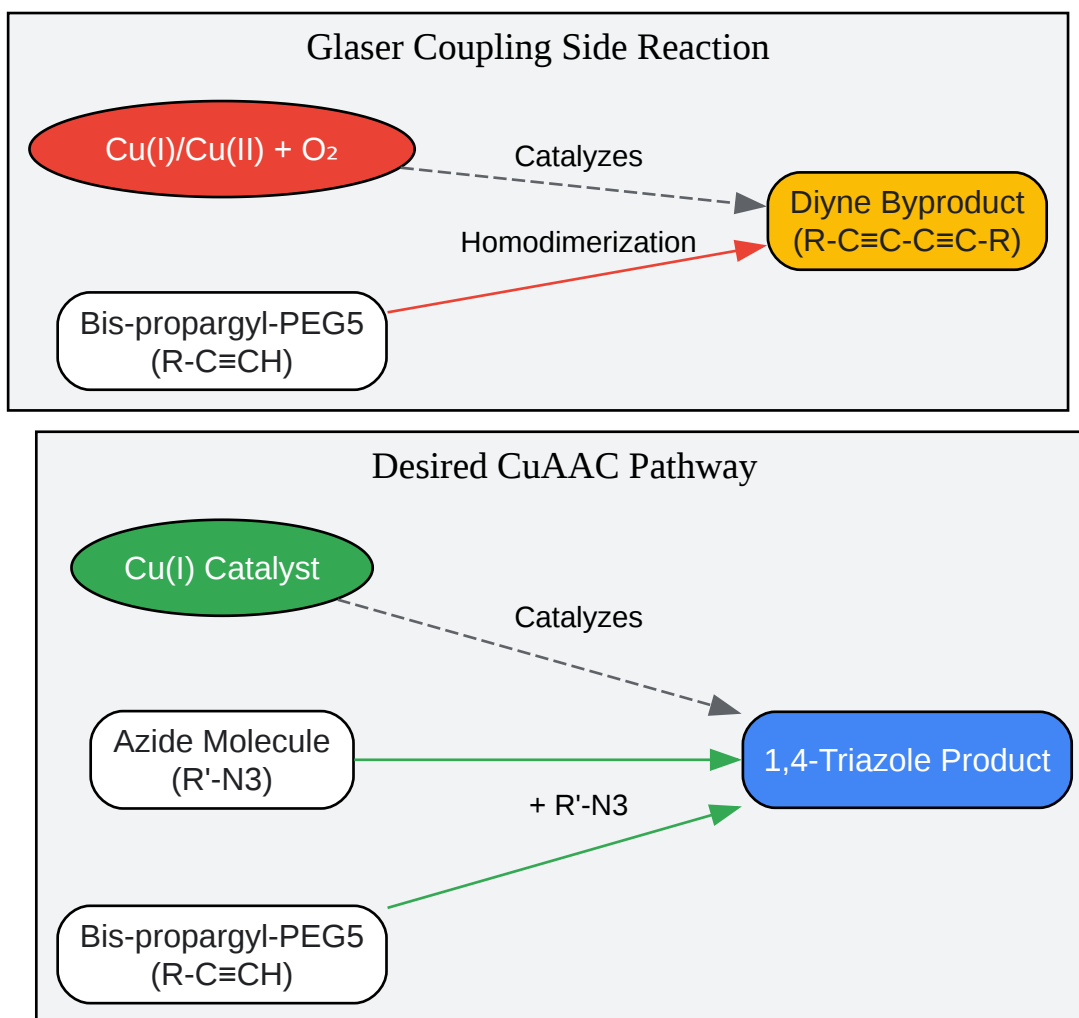 Glaser Coupling Side Reaction
Cu(I)/Cu(II) + O₂
Catalyzes
Diyne Byproduct
(R-C≡C-C≡C-R)
Homodimerization
Bis-propargyl-PEG5
(R-C≡CH)
Desired CuAAC Pathway
Cu(I) Catalyst
Catalyzes
Azide Molecule
(R'-N3)
1,4-Triazole Product
+ R'-N3
Bis-propargyl-PEG5
(R-C≡CH)